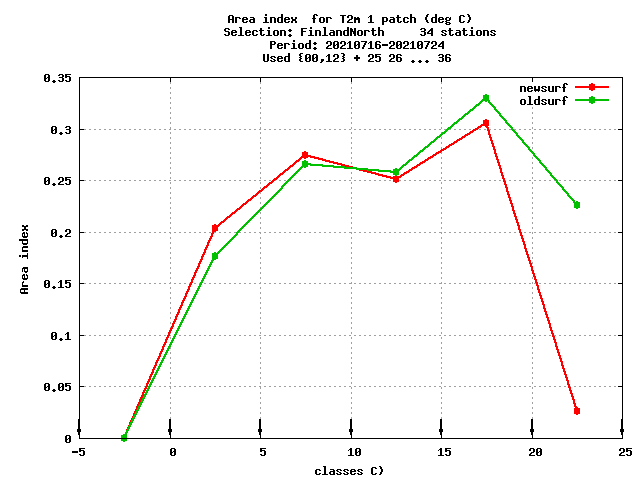 Area index  for T2m 1 patch (deg C)
Selection: FinlandNorth     34 stations
Period: 20210716-20210724
Used {00,12} + 25 26 ... 36
newsurf
oldsurf
0.35
0.3
0.25
0.2
0.15
0.1
0.05
0
Area index
-5 0 5 10 15 20 25
classes C)